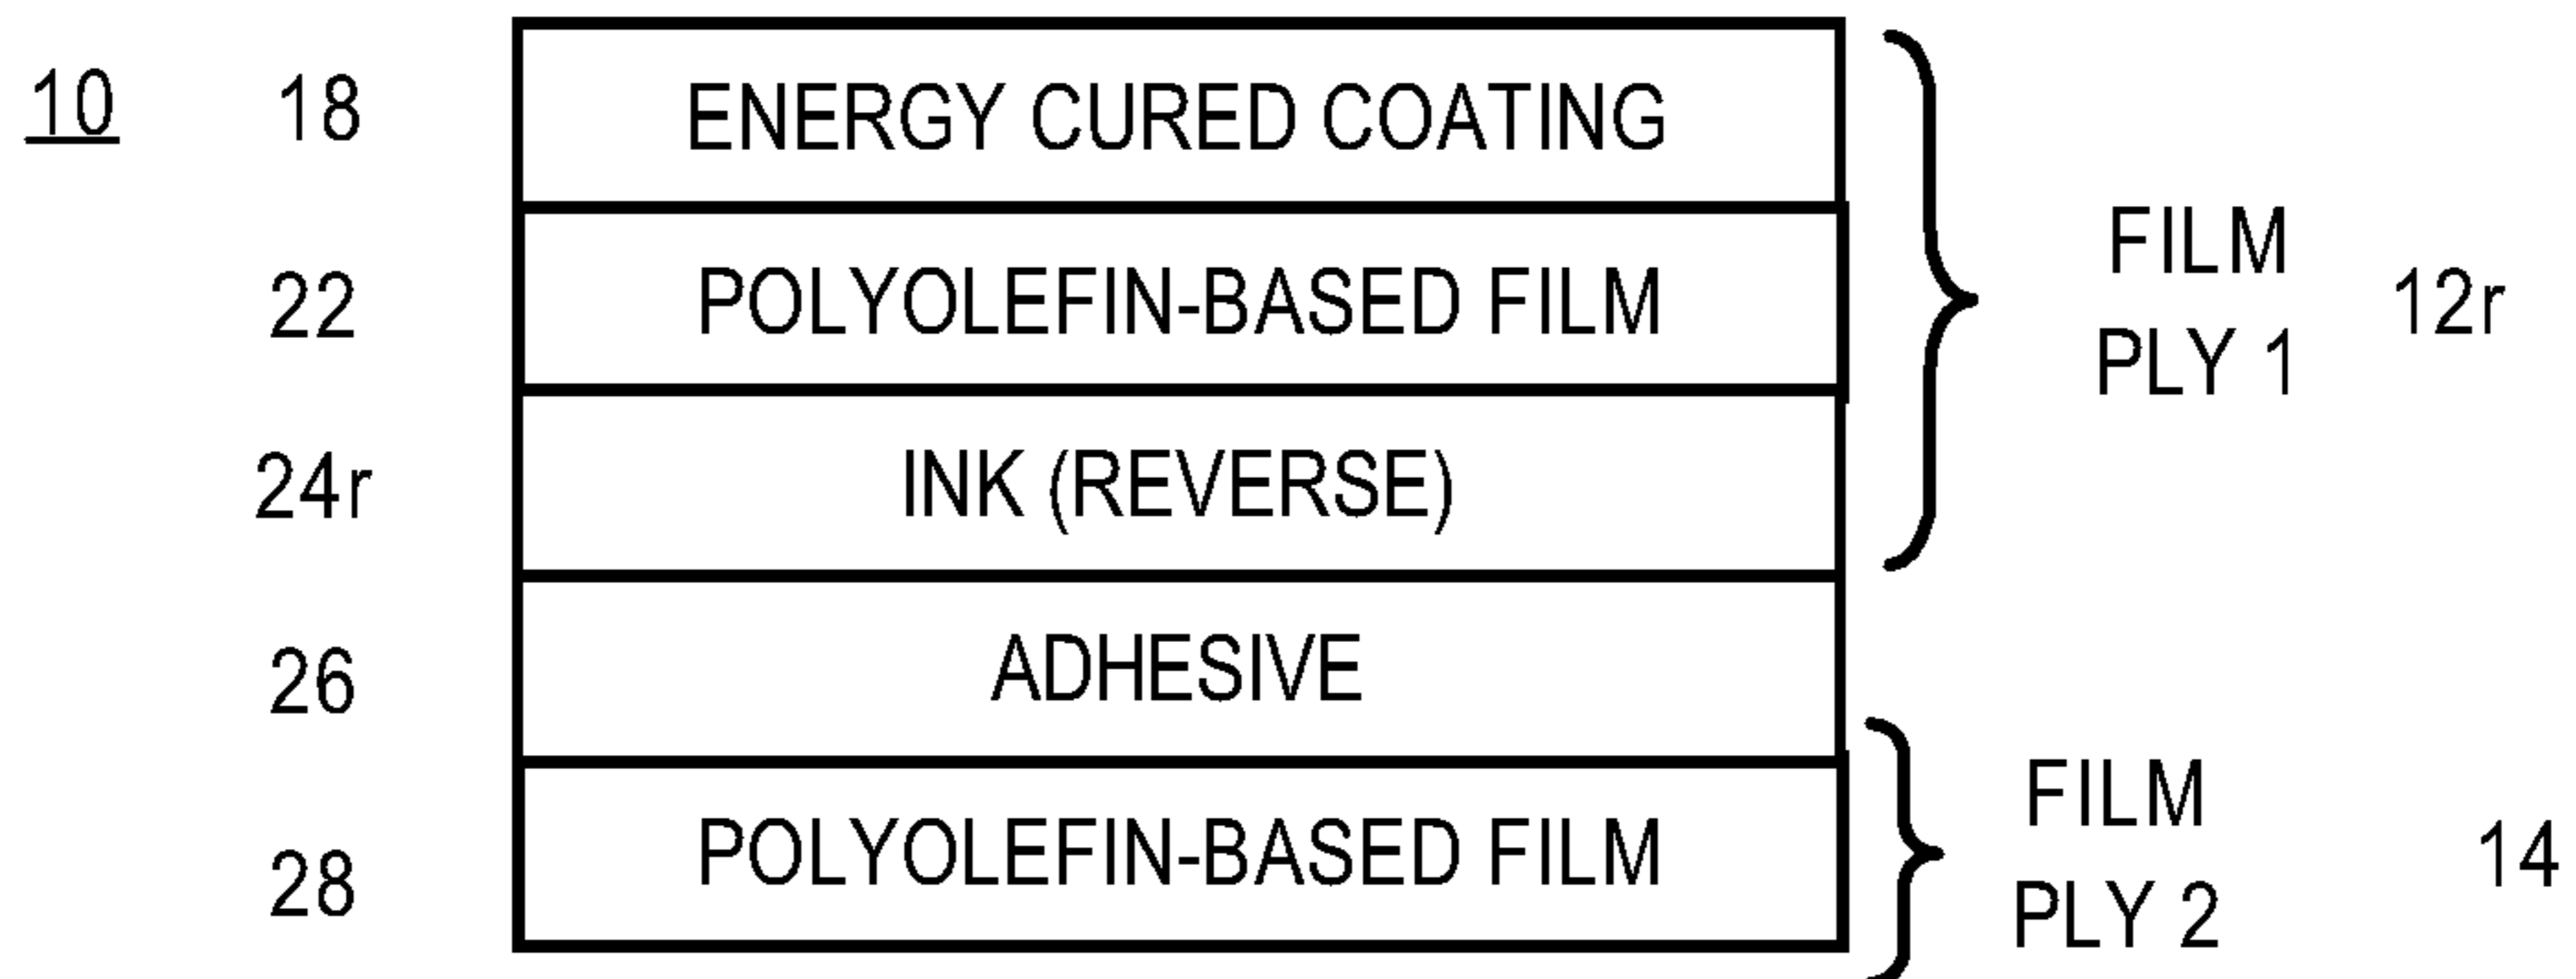 10 18 ENERGY CURED COATING
22 POLYOLEFIN-BASED FILM
FILM
PLY 1
12r
24r INK (REVERSE)
26 ADHESIVE
28 POLYOLEFIN-BASED FILM
FILM
PLY 2
14